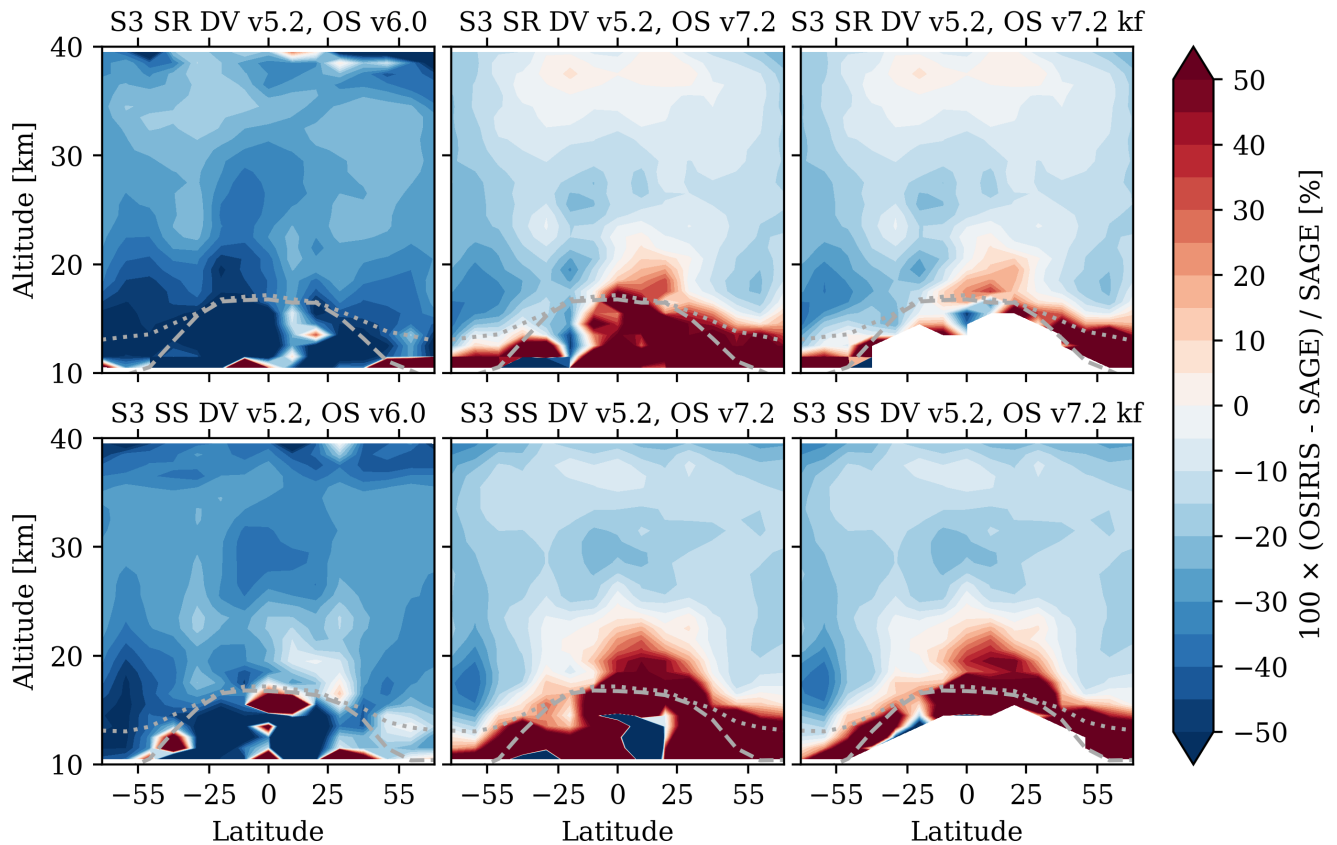 S3 SR DV v5.2, OS v6.0
S3 SR DV v5.2, OS v7.2
S3 SR DV v5.2, OS v7.2 kf
40
30
20
10
Altitude [km]
S3 SS DV v5.2, OS v6.0
S3 SS DV v5.2, OS v7.2
S3 SS DV v5.2, OS v7.2 kf
40
30
20
10
Altitude [km]
−55 −25 0 25 55
−55 −25 0 25 55
−55 −25 0 25 55
Latitude
Latitude
Latitude
50
40
30
20
10
0
−10
−20
−30
−40
−50
100 × (OSIRIS - SAGE) / SAGE [%]